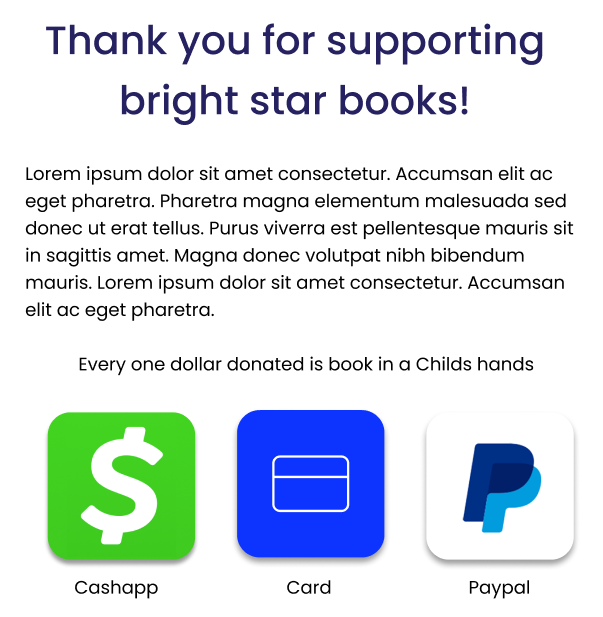 Thank you for supporting
bright star books!
Lorem ipsum dolor sit amet consectetur. Accumsan elit ac
eget pharetra. Pharetra magna elementum malesuada sed
donec ut erat tellus. Purus viverra est pellentesque mauris sit
in sagittis amet. Magna donec volutpat nibh bibendum
mauris. Lorem ipsum dolor sit amet consectetur. Accumsan
elit ac eget pharetra.
Every one dollar donated is book in a Childs hands
$
Cashapp Card Paypal